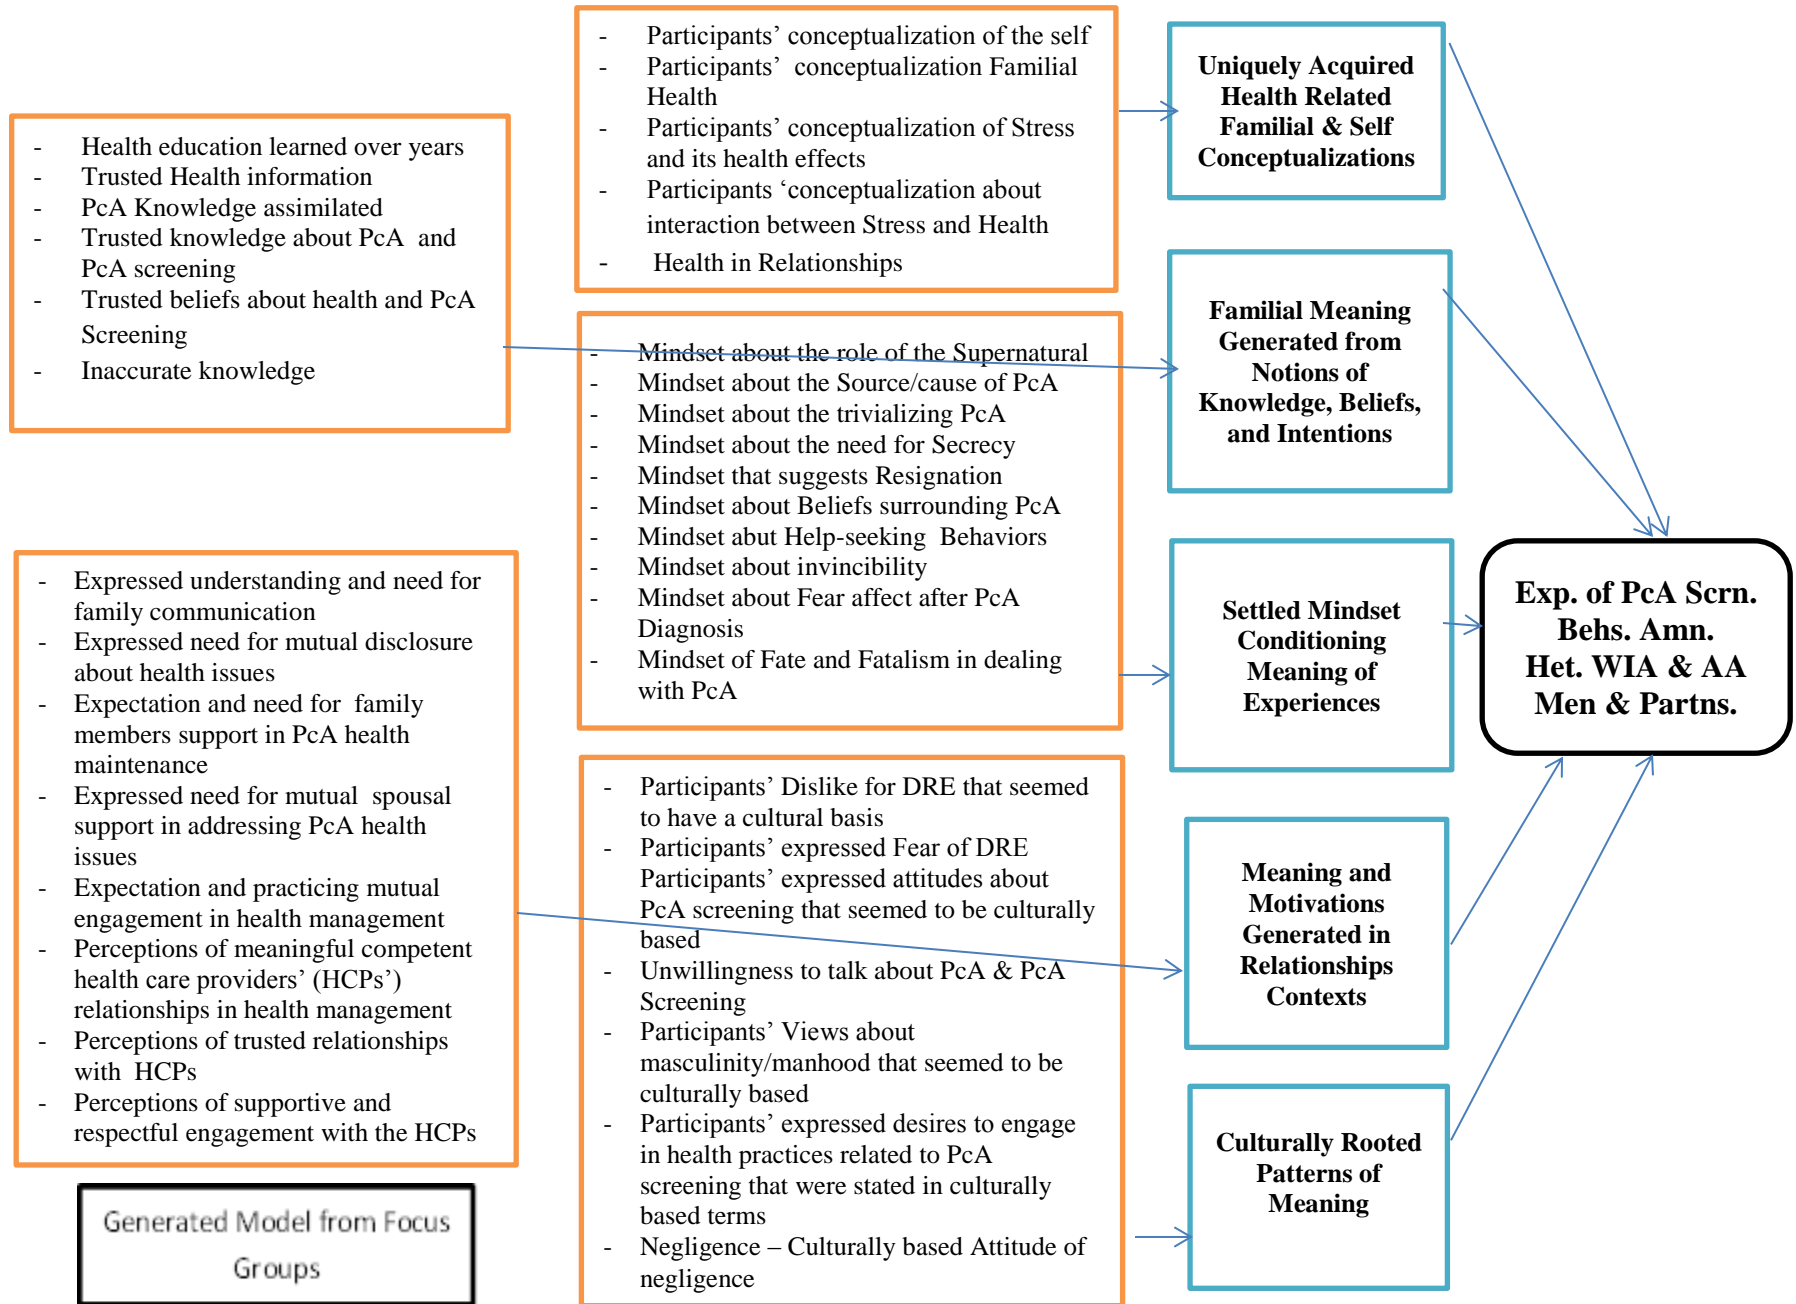 - Health education learned over years
- Trusted Health information
- PcA Knowledge assimilated
- Trusted knowledge about PcA and
PcA screening
- Trusted beliefs about health and PcA
Screening
- Inaccurate knowledge
- Expressed understanding and need for
family communication
- Expressed need for mutual disclosure
about health issues
- Expectation and need for family
members support in PcA health
maintenance
- Expressed need for mutual spousal
support in addressing PcA health
issues
- Expectation and practicing mutual
engagement in health management
- Perceptions of meaningful competent
health care providers’ (HCPs’)
relationships in health management
- Perceptions of trusted relationships
with HCPs
- Perceptions of supportive and
respectful engagement with the HCPs
Generated Model from Focus
Groups
- Participants’ conceptualization of the self
- Participants’ conceptualization Familial
Health
- Participants’ conceptualization of Stress
and its health effects
- Participants ‘conceptualization about
interaction between Stress and Health
- Health in Relationships
- Mindset about the role of the Supernatural
- Mindset about the Source/cause of PcA
- Mindset about the trivializing PcA
- Mindset about the need for Secrecy
- Mindset that suggests Resignation
- Mindset about Beliefs surrounding PcA
- Mindset abut Help-seeking Behaviors
- Mindset about invincibility
- Mindset about Fear affect after PcA
Diagnosis
- Mindset of Fate and Fatalism in dealing
with PcA
- Participants’ Dislike for DRE that seemed
to have a cultural basis
- Participants’ expressed Fear of DRE
Participants’ expressed attitudes about
PcA screening that seemed to be culturally
based
- Unwillingness to talk about PcA & PcA
Screening
- Participants’ Views about
masculinity/manhood that seemed to be
culturally based
- Participants’ expressed desires to engage
in health practices related to PcA
screening that were stated in culturally
based terms
- Negligence – Culturally based Attitude of
negligence
Uniquely Acquired
Health Related
Familial & Self
Conceptualizations
Familial Meaning
Generated from
Notions of
Knowledge, Beliefs,
and Intentions
Settled Mindset
Conditioning
Meaning of
Experiences
Meaning and
Motivations
Generated in
Relationships
Contexts
Culturally Rooted
Patterns of
Meaning
Exp. of PcA Scrn.
Behs. Amn.
Het. WIA & AA
Men & Partns.